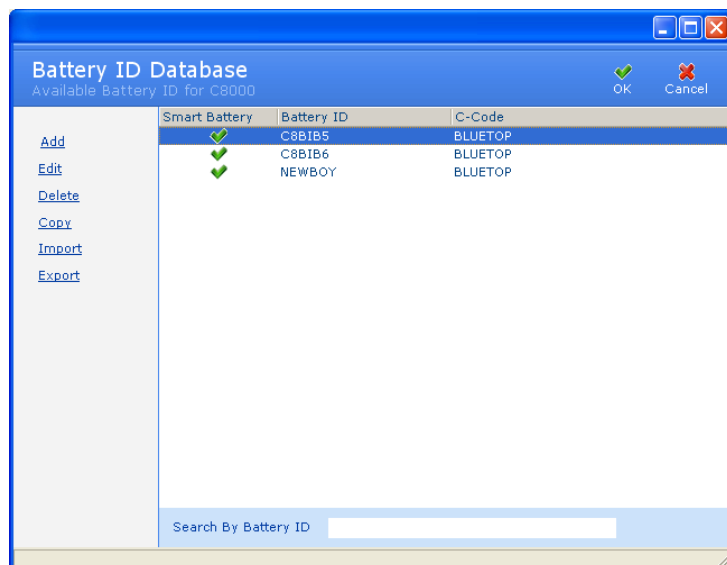 Battery ID Database
Available Battery ID for C8000
OK
Cancel
Add
Edit
Delete
Copy
Import
Export
Smart Battery Battery ID C-Code
C8BIB5 BLUETOP
C8BIB6 BLUETOP
NEWBOY BLUETOP
Search By Battery ID